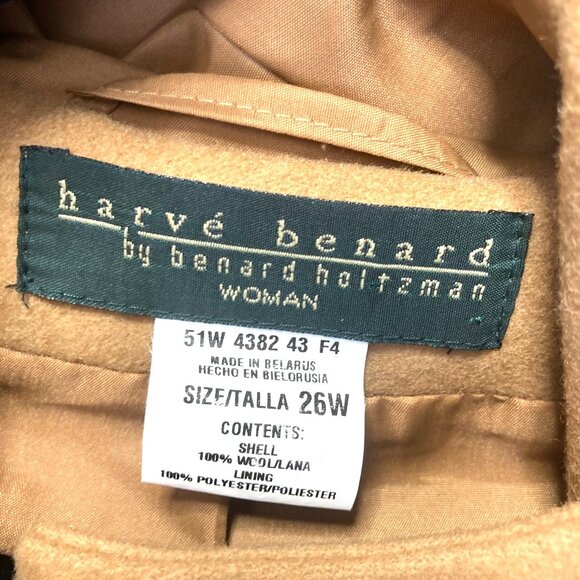 harvé benard
by benard holtzman
WOMAN
51W 4382 43 F4
MADE IN BELARUS
HECHO EN BIELORUSIA
SIZE/TALLA 26W
CONTENTS:
SHELL
100% WOOL/LANA
LINING
100% POLYESTER/POLIESTER